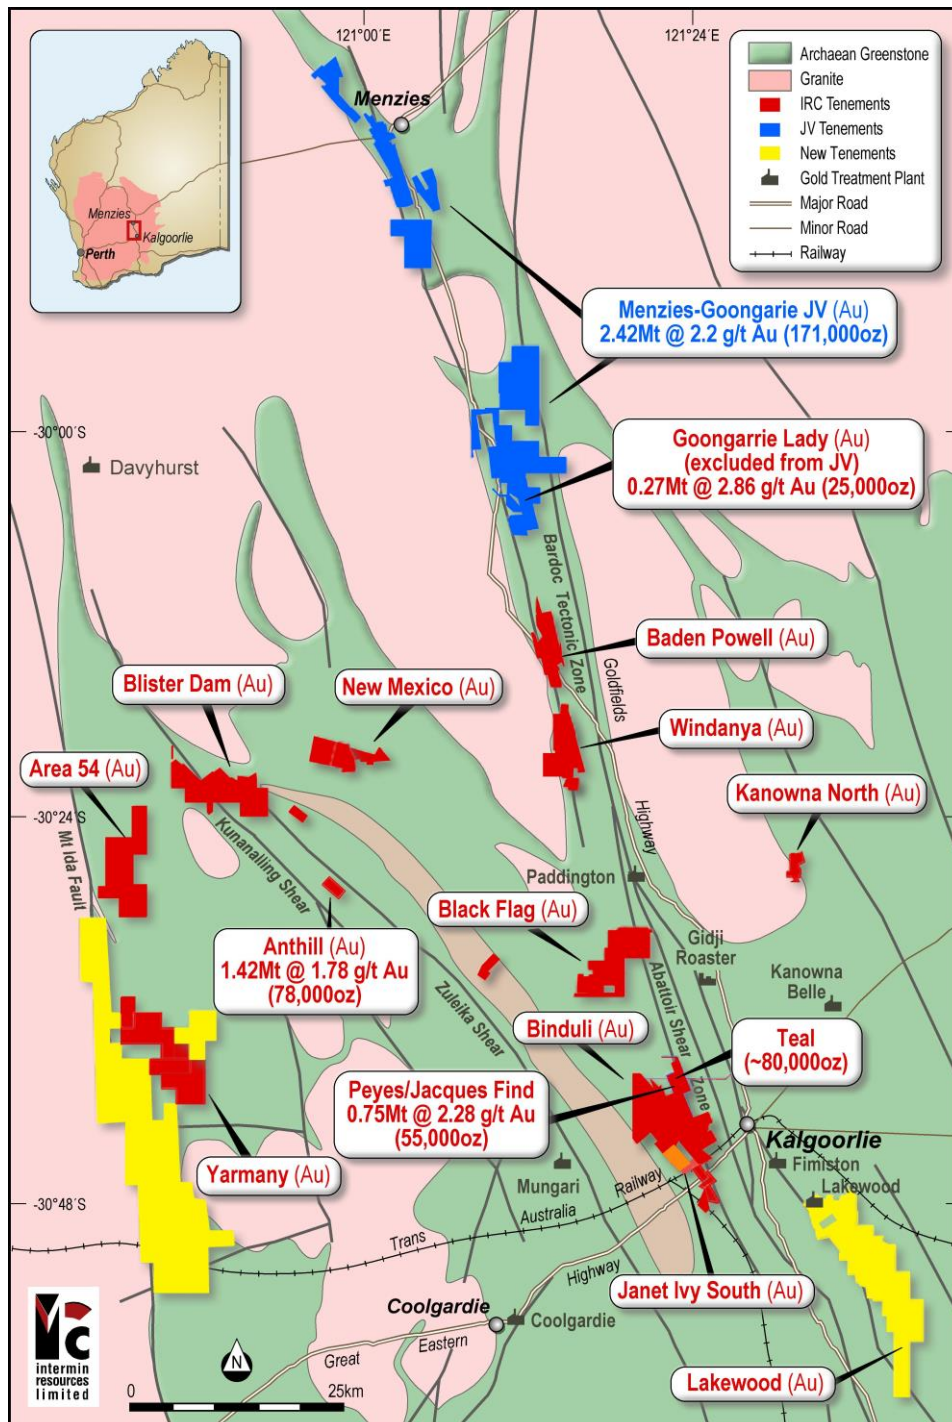 121°00´E
121°24´E
Archaean Greenstone
Granite
IRC Tenements
JV Tenements
New Tenements
Gold Treatment Plant
Major Road
Minor Road
Railway
Menzies
Kalgoorlie
Perth
Menzies
Menzies-Goongarie JV (Au)
2.42Mt @ 2.2 g/t Au (171,000oz)
-30°00´S
Davyhurst
Goongarrie Lady (Au)
(excluded from JV)
0.27Mt @ 2.86 g/t Au (25,000oz)
Bardoc Tectonic Zone
Baden Powell (Au)
Goldfields
Highway
Blister Dam (Au)
New Mexico (Au)
Windanya (Au)
Area 54 (Au)
Kanowna North (Au)
-30°24´S
Mt Ida Fault
Kunanalling Shear
Paddington
Black Flag (Au)
Anthill (Au)
1.42Mt @ 1.78 g/t Au
(78,000oz)
Zuleika Shear
Abattoir Shear
Zone
Gidji
Roaster
Kanowna
Belle
Binduli (Au)
Teal
(~80,000oz)
Peyes/Jacques Find
0.75Mt @ 2.28 g/t Au
(55,000oz)
Kalgoorlie
Yarmany (Au)
Mungari
Fimiston
Lakewood
-30°48´S
Trans
Australia
Railway
Highway
Janet Ivy South (Au)
Coolgardie
Coolgardie
Great
Eastern
Lakewood (Au)
intermin
resources
limited
N
0
25km